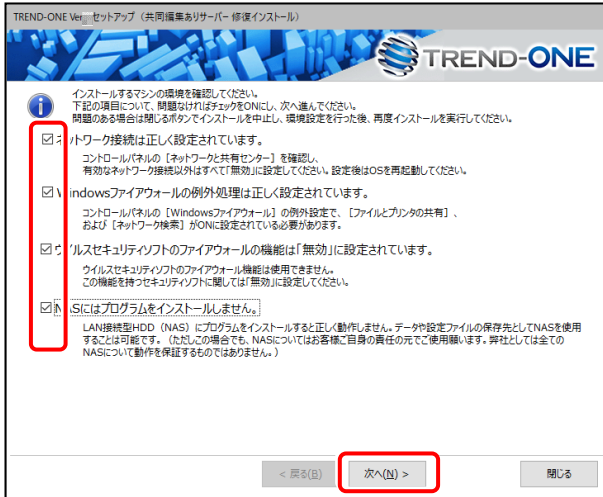 TREND-ONE Ver セットアップ（共同編集ありサーバー 修復インストール）
TREND-ONE
インストールするマシンの環境を確認してください。
下記の項目について、問題なければチェックをONにし、次へ進んでください。
問題のある場合は閉じるボタンでインストールを中止し、環境設定を行った後、再度インストールを実行してください。
ネットワーク接続は正しく設定されています。
コントロールパネルの［ネットワークと共有センター］を確認し、
有効なネットワーク接続以外はすべて「無効」に設定してください。設定後はOSを再起動してください。
Windowsファイアウォールの例外処理は正しく設定されています。
コントロールパネルの［Windowsファイアウォール］の例外設定で、［ファイルとプリンタの共有］、
および［ネットワーク検索］がONに設定されている必要があります。
ウイルスセキュリティソフトのファイアウォールの機能は「無効」に設定されています。
ウイルスセキュリティソフトのファイアウォール機能は使用できません。
この機能を持つセキュリティソフトに関しては「無効」に設定してください。
NASにはプログラムをインストールしません。
LAN接続型HDD（NAS）にプログラムをインストールすると正しく動作しません。データや設定ファイルの保存先としてNASを使用
することは可能です。（ただしこの場合でも、NASについてはお客様ご自身の責任の元でご使用願います。弊社としては全ての
NASについて動作を保証するものではありません。）
< 戻る(B)
次へ(N) >
閉じる